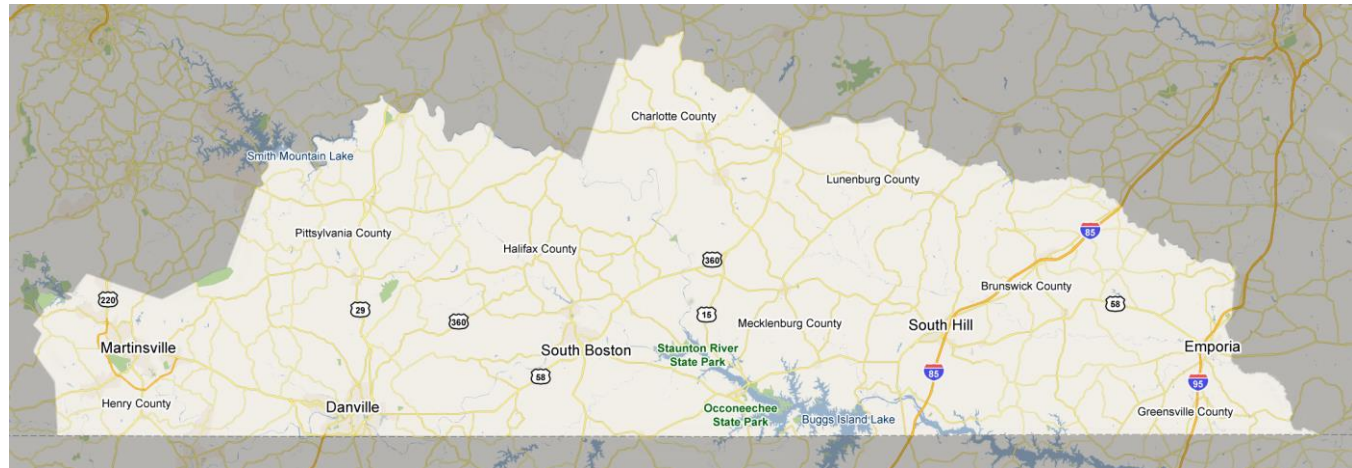 Charlotte County
Smith Mountain Lake
Lunenburg County
Pittsylvania County
Halifax County
85
360
Brunswick County
220
29
58
15
360
Mecklenburg County
South Hill
Martinsville
South Boston
Staunton River
State Park
Emporia
85
58
95
Henry County
Danville
Occoneechee
State Park
Buggs Island Lake
Greensville County